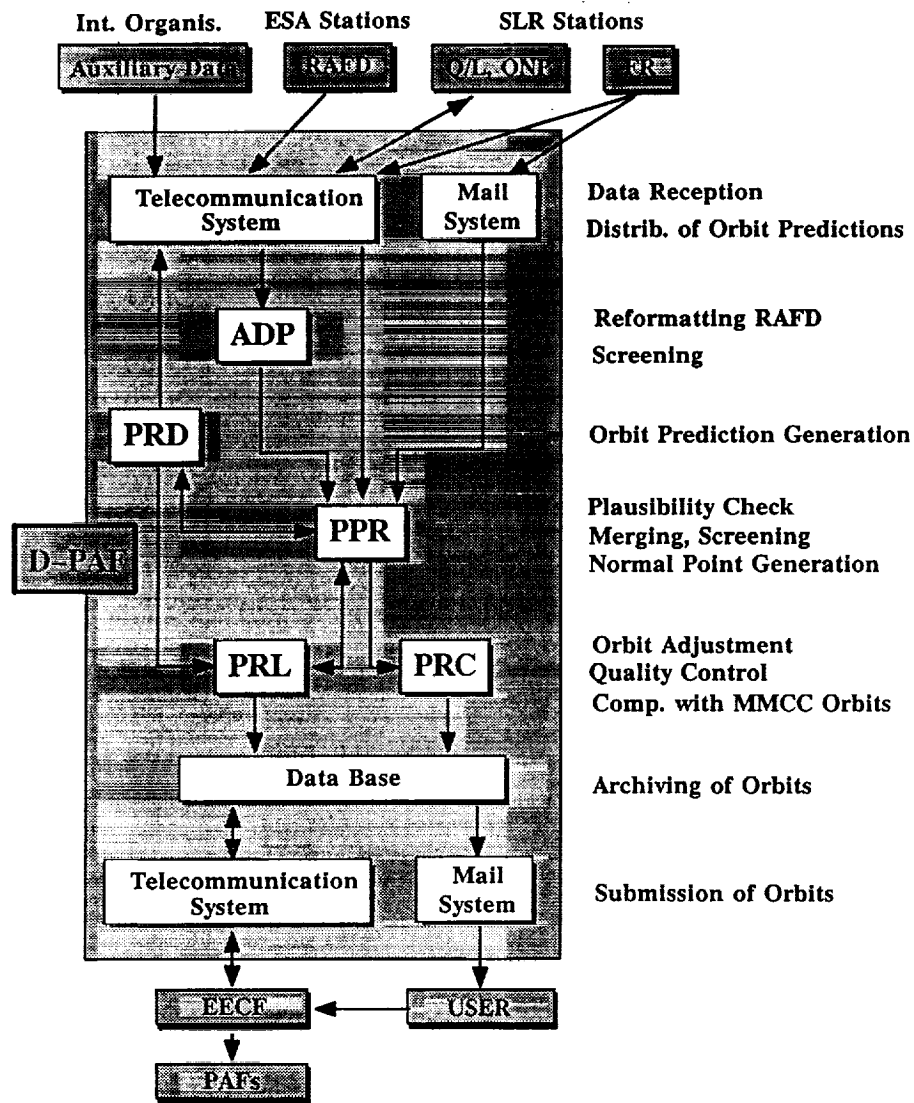 Int. Organis.
ESA Stations
SLR Stations
Auxiliary Data
RAFD
Q/L, ONP
FR
Telecommunication
System
Mail
System
Data Reception
Distrib. of Orbit Predictions
ADP
Reformatting RAFD
Screening
PRD
Orbit Prediction Generation
PPR
Plausibility Check
Merging, Screening
Normal Point Generation
D-PAF
PRL
PRC
Orbit Adjustment
Quality Control
Comp. with MMCC Orbits
Data Base
Archiving of Orbits
Telecommunication
System
Mail
System
Submission of Orbits
EECF
USER
PAFs